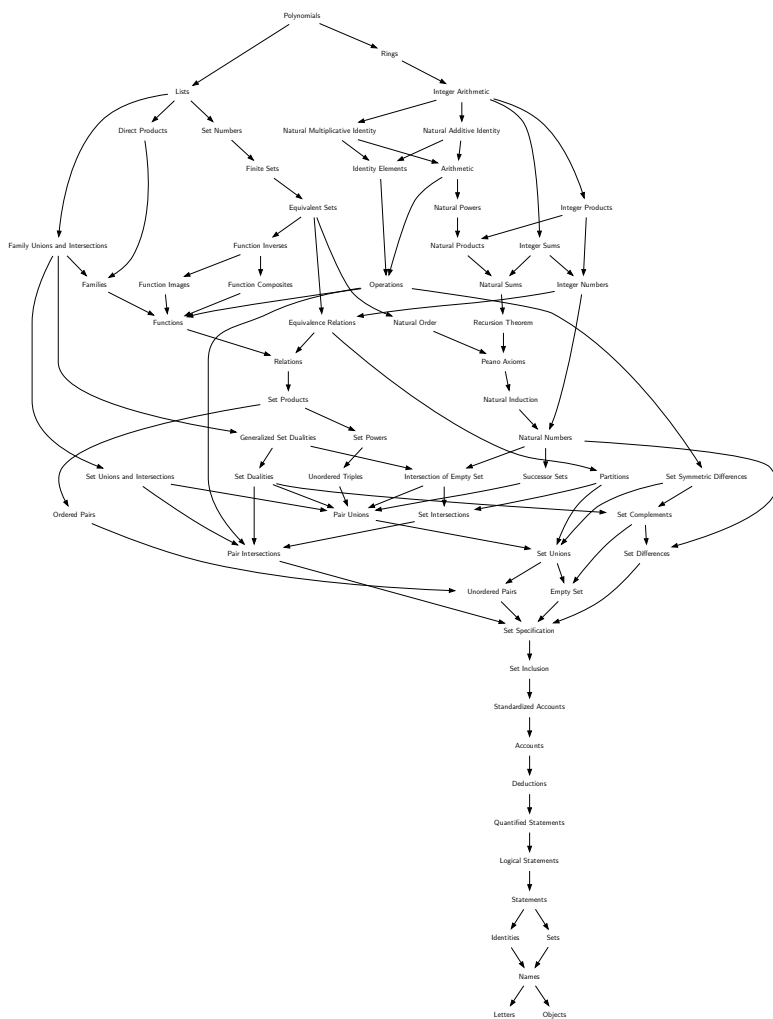 Polynomials
Rings
Lists
Integer Arithmetic
Direct Products
Set Numbers
Natural Multiplicative Identity
Natural Additive Identity
Finite Sets
Identity Elements
Arithmetic
Equivalent Sets
Natural Powers
Integer Products
Family Unions and Intersections
Function Inverses
Natural Products
Integer Sums
Families
Function Images
Function Composites
Operations
Natural Sums
Integer Numbers
Functions
Equivalence Relations
Natural Order
Recursion Theorem
Relations
Peano Axioms
Set Products
Natural Induction
Generalized Set Dualities
Set Powers
Natural Numbers
Set Unions and Intersections
Set Dualities
Unordered Triples
Intersection of Empty Set
Successor Sets
Partitions
Set Symmetric Differences
Ordered Pairs
Pair Unions
Set Intersections
Set Complements
Pair Intersections
Set Unions
Set Differences
Unordered Pairs
Empty Set
Set Specification
Set Inclusion
Standardized Accounts
Accounts
Deductions
Quantified Statements
Logical Statements
Statements
Identities
Sets
Names
Letters
Objects